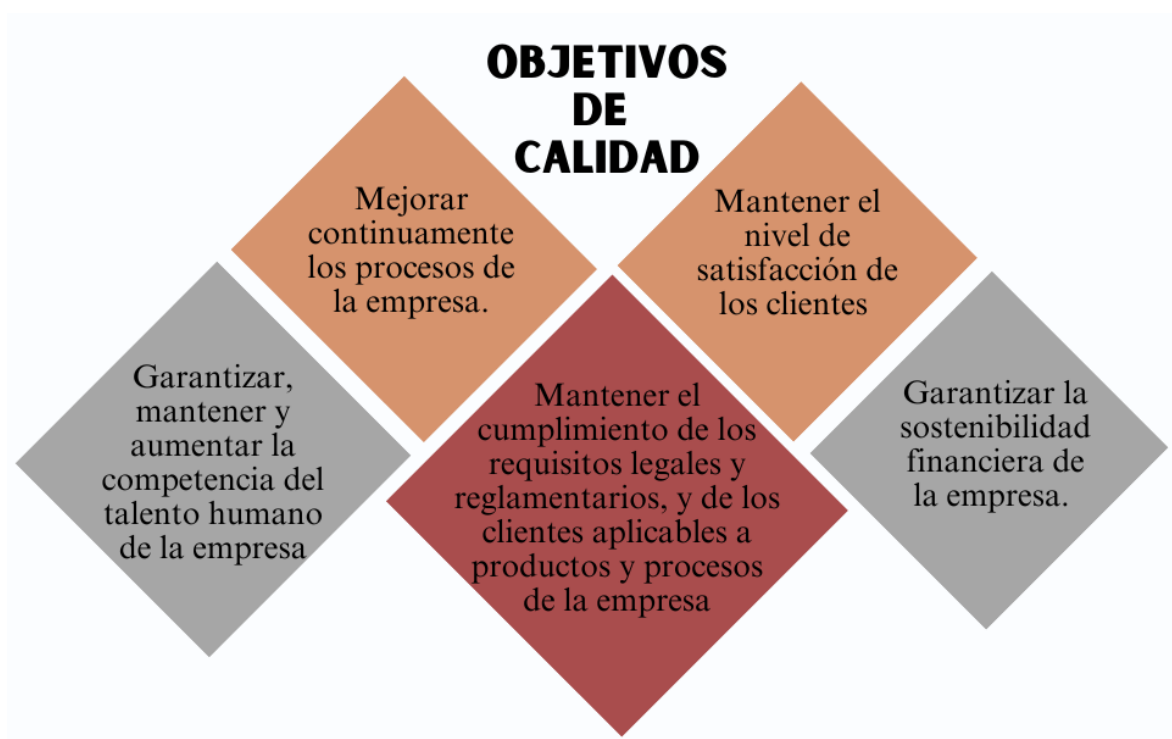 OBJETIVOS
DE
CALIDAD
Mejorar
continuamente
los procesos de
la empresa.
Mantener el
nivel de
satisfacción de
los clientes
Garantizar,
mantener y
aumentar la
competencia del
talento humano
de la empresa
Mantener el
cumplimiento de los
requisitos legales y
reglamentarios, y de los
clientes aplicables a
productos y procesos
de la empresa
Garantizar la
sostenibilidad
financiera de
la empresa.